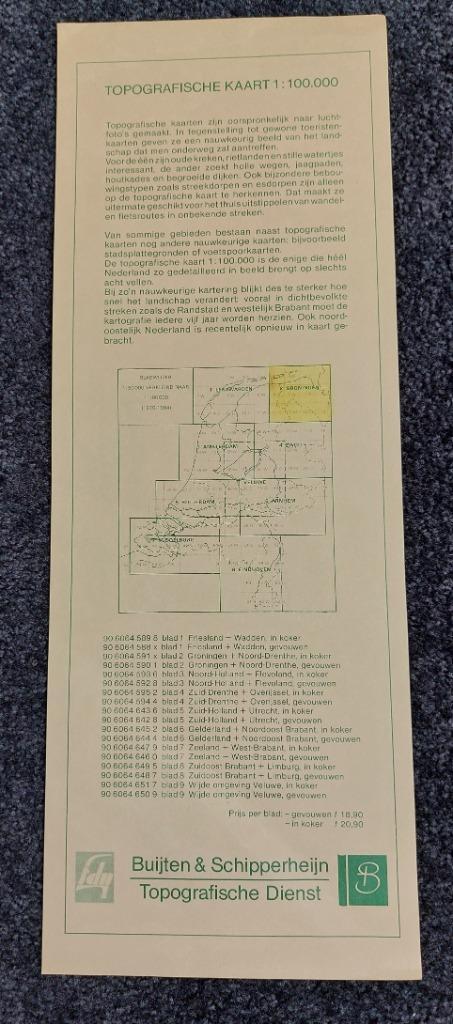 TOPOGRAFISCHE KAART 1:100.000
Topografische kaarten zijn oorspronkelijk naar lucht-
foto's gemaakt. In tegenstelling tot gewone toeristen-
kaarten geven ze een nauwkeurig beeld van het land-
schap dat men onderweg zal aantreffen.
Voor de één zijn oude kreken, rietlanden en stille watertjes
interessant, de ander zoekt holle wegen, jaagpaden,
houtkades en begroeide dijken. Ook bijzondere bebou-
wingstypen zoals streekdorpen en esdorpen zijn alleen
op de topografische kaart te herkennen. Dat maakt ze
uitermate geschikt voor het thuis uitstippelen van wandel-
en fietsroutes in onbekende streken.
Van sommige gebieden bestaan naast topografische
kaarten nog andere nauwkeurige kaarten: bijvoorbeeld
stadsplattegronden of voetspoorkaarten.
De topografische kaart 1:100.000 is de enige die héél
Nederland zo gedetailleerd in beeld brengt op slechts
acht vellen.
Bij zo'n nauwkeurige kartering blijkt des te sterker hoe
snel het landschap verandert: vooral in dichtbevolkte
streken zoals de Randstad en westelijk Brabant moet de
kartografie iedere vijf jaar worden herzien. Ook noord-
oostelijk Nederland is recentelijk opnieuw in kaart ge-
bracht.
LEEUWARDEN
GRONINGEN
AMSTERDAM
VELUWE
ARNHEM
MIDDELBURG
EINDHOVEN
90 6064 589 8 blad 1 Friesland + Wadden, in koker
90 6064 588 x blad 1 Friesland + Wadden, gevouwen
90 6064 591 x blad 2 Groningen + Noord-Drenthe, in koker
90 6064 590 1 blad 2 Groningen + Noord-Drenthe, gevouwen
90 6064 593 6 blad 3 Noord-Holland + Flevoland, in koker
90 6064 592 8 blad 3 Noord-Holland + Flevoland, gevouwen
90 6064 595 2 blad 4 Zuid-Drenthe + Overijssel, in koker
90 6064 594 4 blad 4 Zuid-Drenthe + Overijssel, gevouwen
90 6064 643 6 blad 5 Zuid-Holland + Utrecht, in koker
90 6064 642 8 blad 5 Zuid-Holland + Utrecht, gevouwen
90 6064 645 2 blad 6 Gelderland + Noordoost Brabant, in koker
90 6064 644 4 blad 6 Gelderland + Noordoost Brabant, gevouwen
90 6064 647 9 blad 7 Zeeland + West-Brabant, in koker
90 6064 646 0 blad 7 Zeeland + West-Brabant, gevouwen
90 6064 649 5 blad 8 Zuidoost Brabant + Limburg, in koker
90 6064 648 7 blad 8 Zuidoost Brabant + Limburg, gevouwen
90 6064 651 7 blad 9 Wijde omgeving Veluwe, in koker
90 6064 650 9 blad 9 Wijde omgeving Veluwe, gevouwen
Prijs per blad: – gevouwen f 18,90
– in koker f 20,90
Buijten & Schipperheijn
Topografische Dienst
B